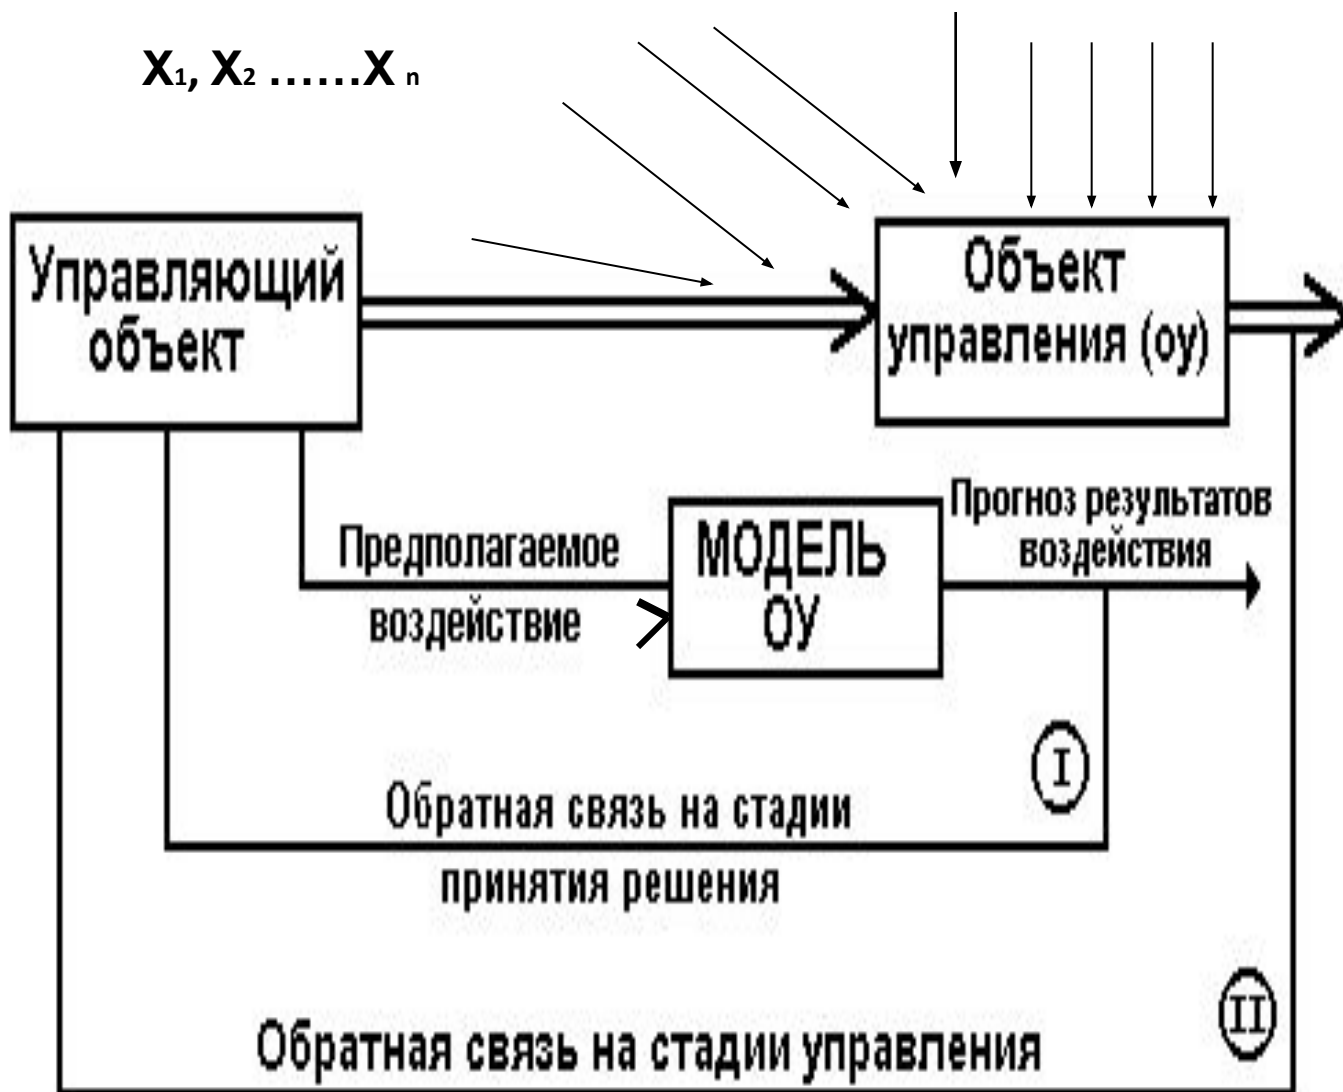 X₁, X₂ ......X n
Управляющий
объект
Объект
управления (оу)
Предполагаемое
воздействие
МОДЕЛЬ
ОУ
Прогноз результатов
воздействия
I
Обратная связь на стадии
принятия решения
II
Обратная связь на стадии управления